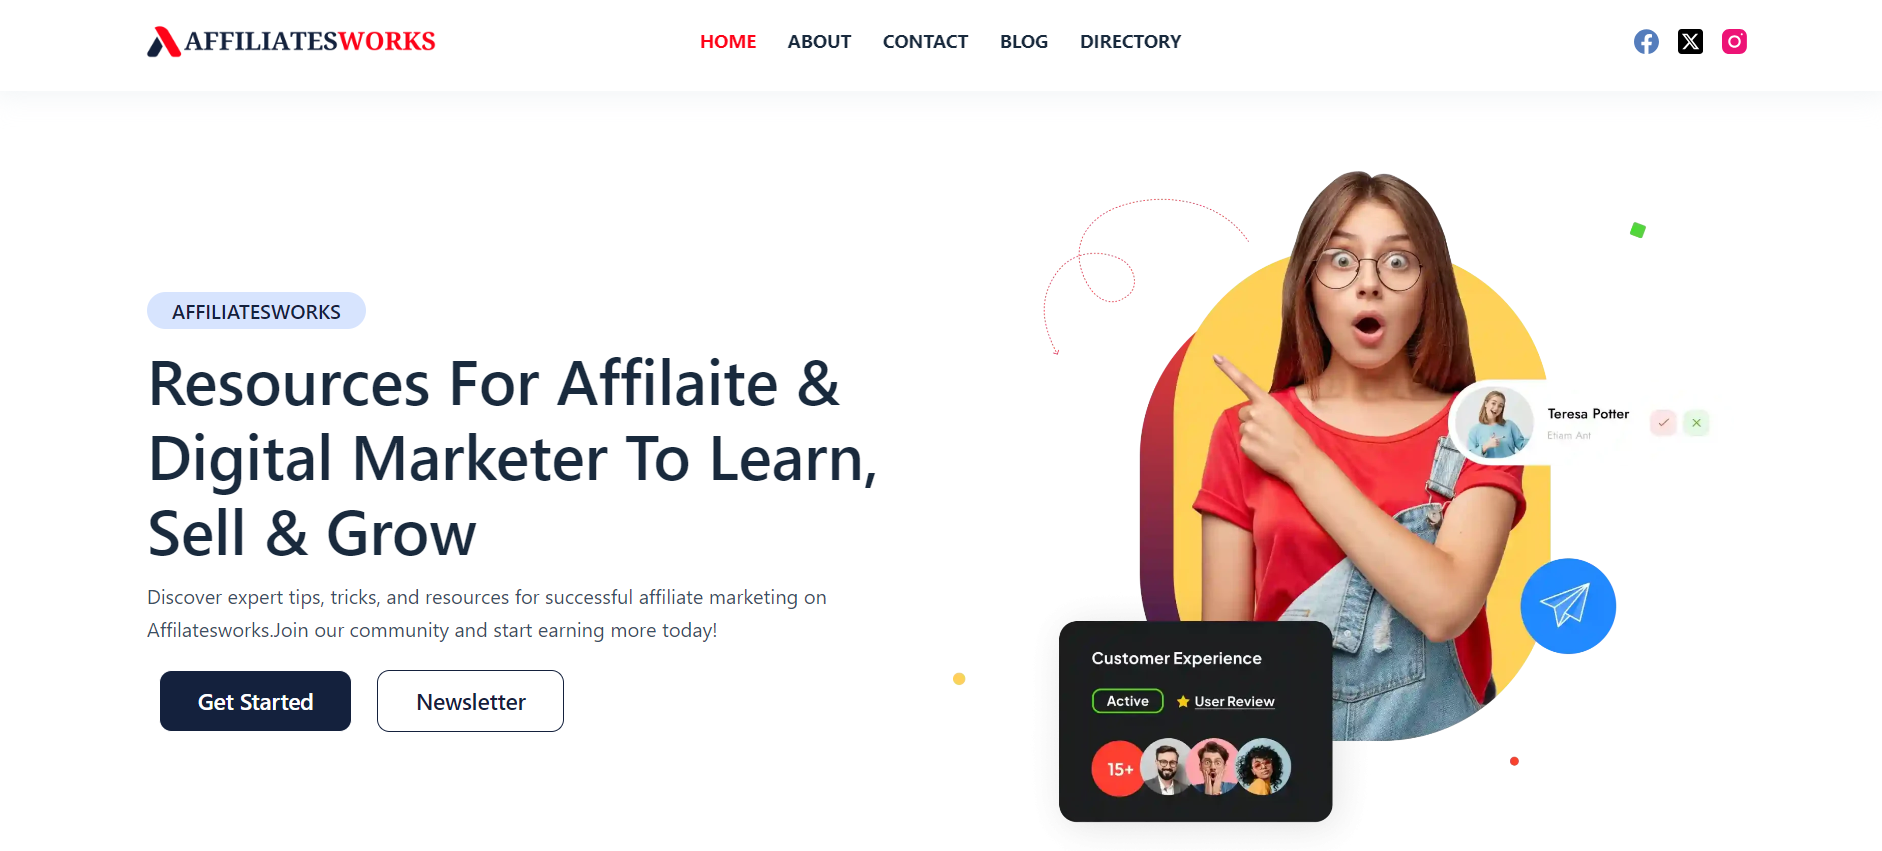 AFFILIATESWORKS
HOME ABOUT CONTACT BLOG DIRECTORY
AFFILIATESWORKS
Resources For Affilaite &
Digital Marketer To Learn,
Sell & Grow
Discover expert tips, tricks, and resources for successful affiliate marketing on
Affilatesworks.Join our community and start earning more today!
Get Started Newsletter
Teresa Potter
Etiam Ant
Customer Experience
Active User Review
15+